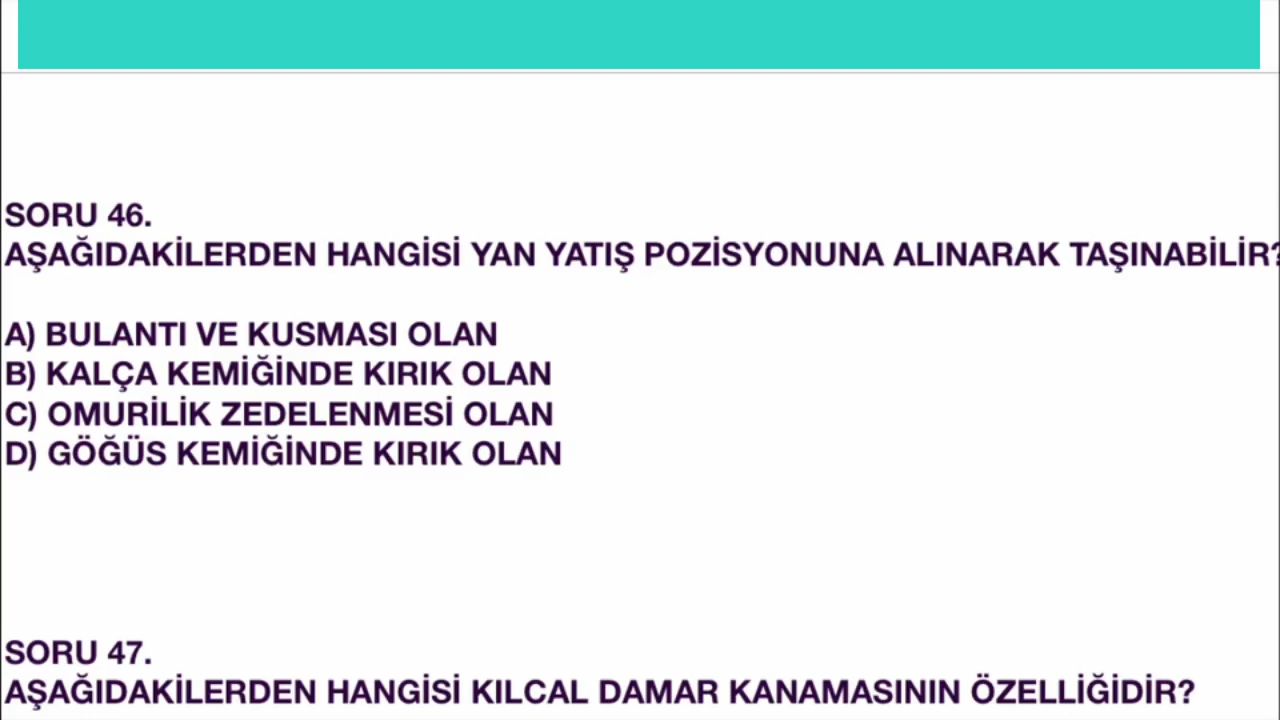 SORU 46.
AŞAĞIDAKİLERDEN HANGİSİ YAN YATIŞ POZİSYONUNA ALINARAK TAŞINABİLİR?
A) BULANTI VE KUSMASI OLAN
B) KALÇA KEMİĞİNDE KIRIK OLAN
C) OMURİLİK ZEDELENMESİ OLAN
D) GÖĞÜS KEMİĞİNDE KIRIK OLAN
SORU 47.
AŞAĞIDAKİLERDEN HANGİSİ KILCAL DAMAR KANAMASININ ÖZELLİĞİDİR?